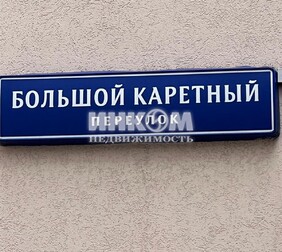 БОЛЬШОЙ КАРЕТНЫЙ
ПЕРЕУЛОК
ИНКОМ
НЕДВИЖИМОСТЬ